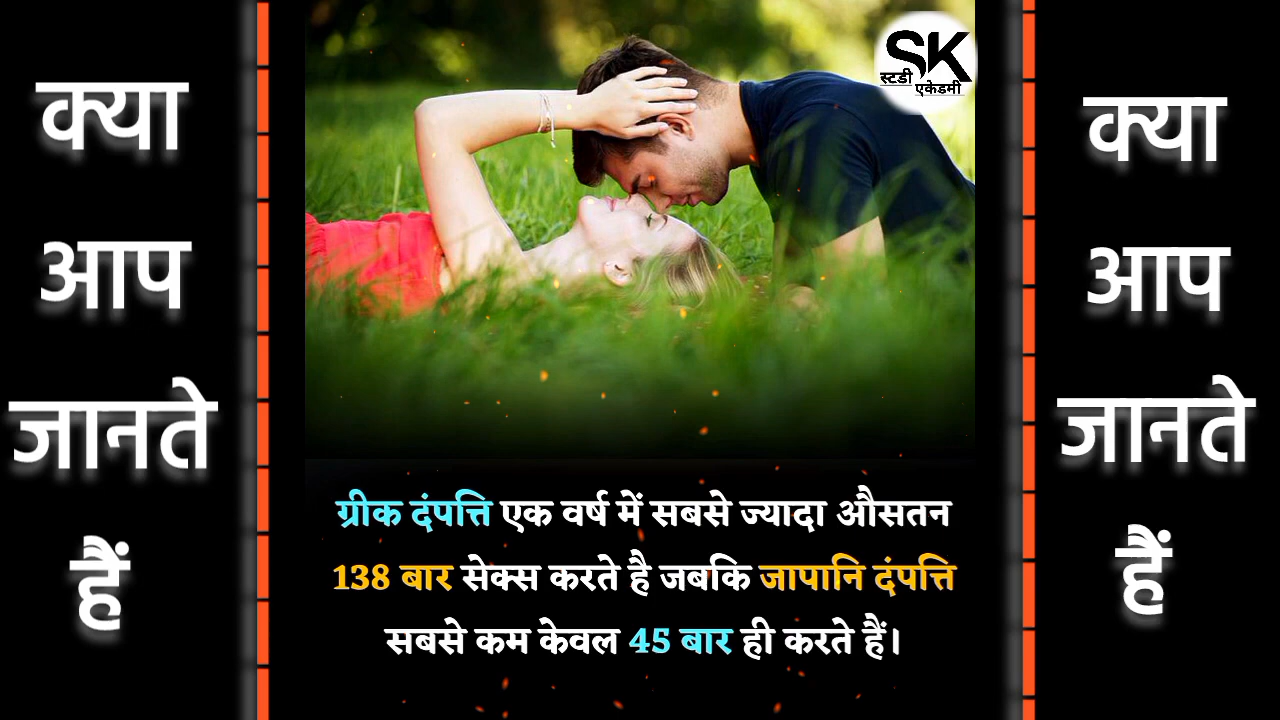 क्या
आप
जानते
हैं
SK
स्टडी
एकेडमी
ग्रीक दंपत्ति एक वर्ष में सबसे ज्यादा औसतन
138 बार सेक्स करते है जबकि जापानि दंपत्ति
सबसे कम केवल 45 बार ही करते हैं।
क्या
आप
जानते
हैं